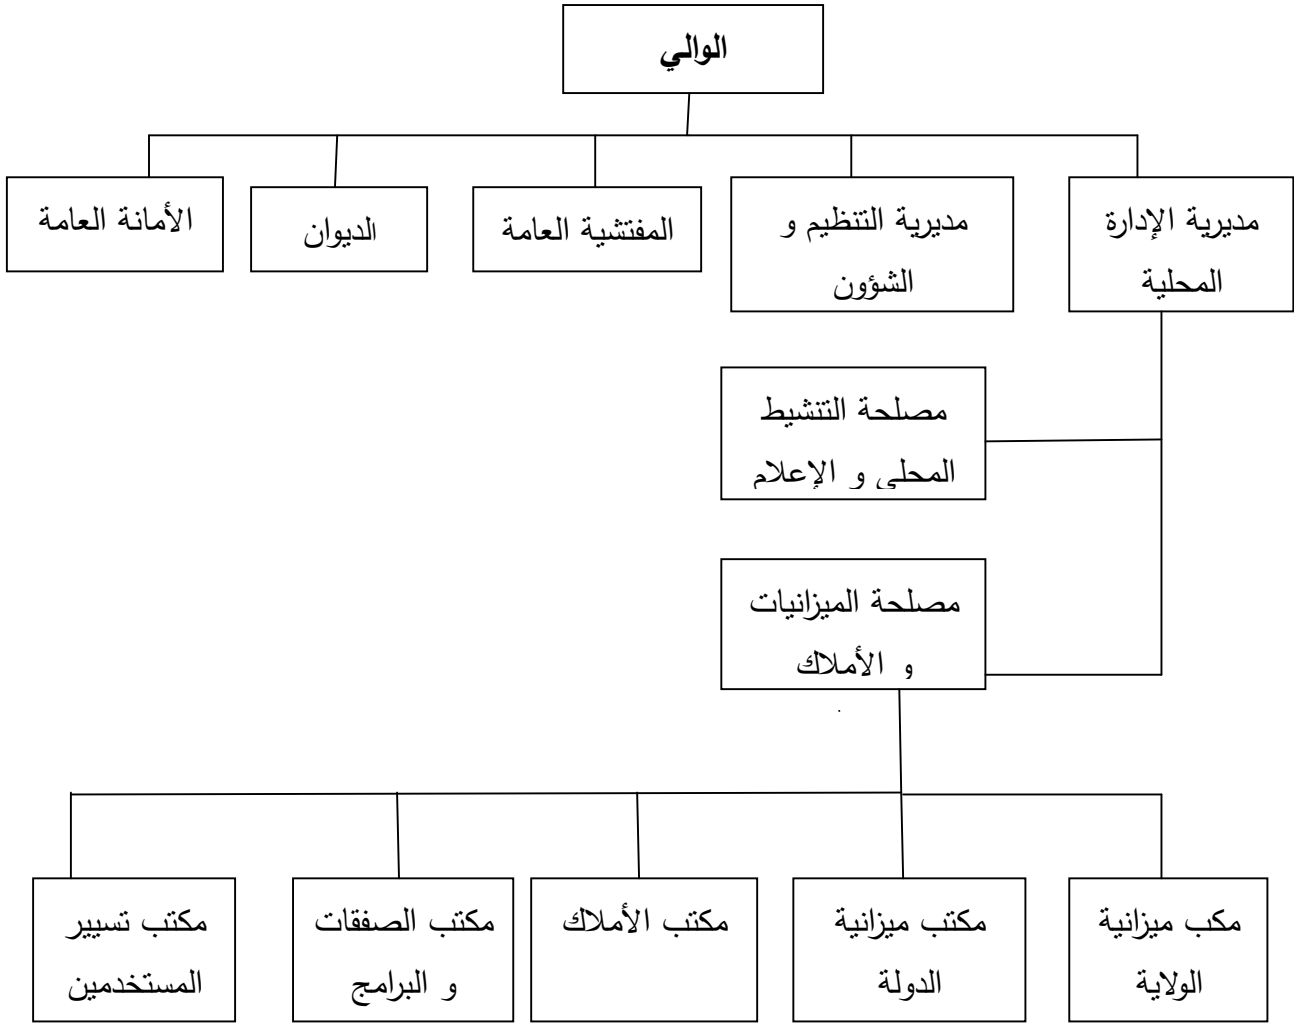 الوالي
مديرية الإدارة
المحلية
مديرية التنظيم و
الشؤون
المفتشية العامة
الديوان
الأمانة العامة
مصلحة التنشيط
المحلي و الإعلام
مصلحة الميزانيات
و الأملاك
مكب ميزانية
الولاية
مكتب ميزانية
الدولة
مكتب الأملاك
مكتب الصفقات
و البرامج
مكتب تسيير
المستخدمين